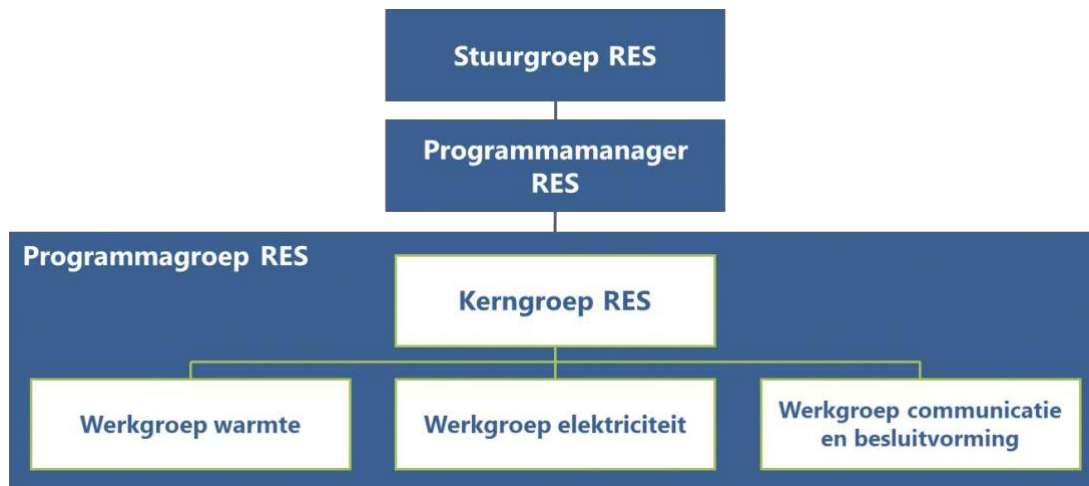 Stuurgroep RES
Programmamanager
RES
Programmagroep RES
Kerngroep RES
Werkgroep warmte
Werkgroep elektriciteit
Werkgroep communicatie
en besluitvorming